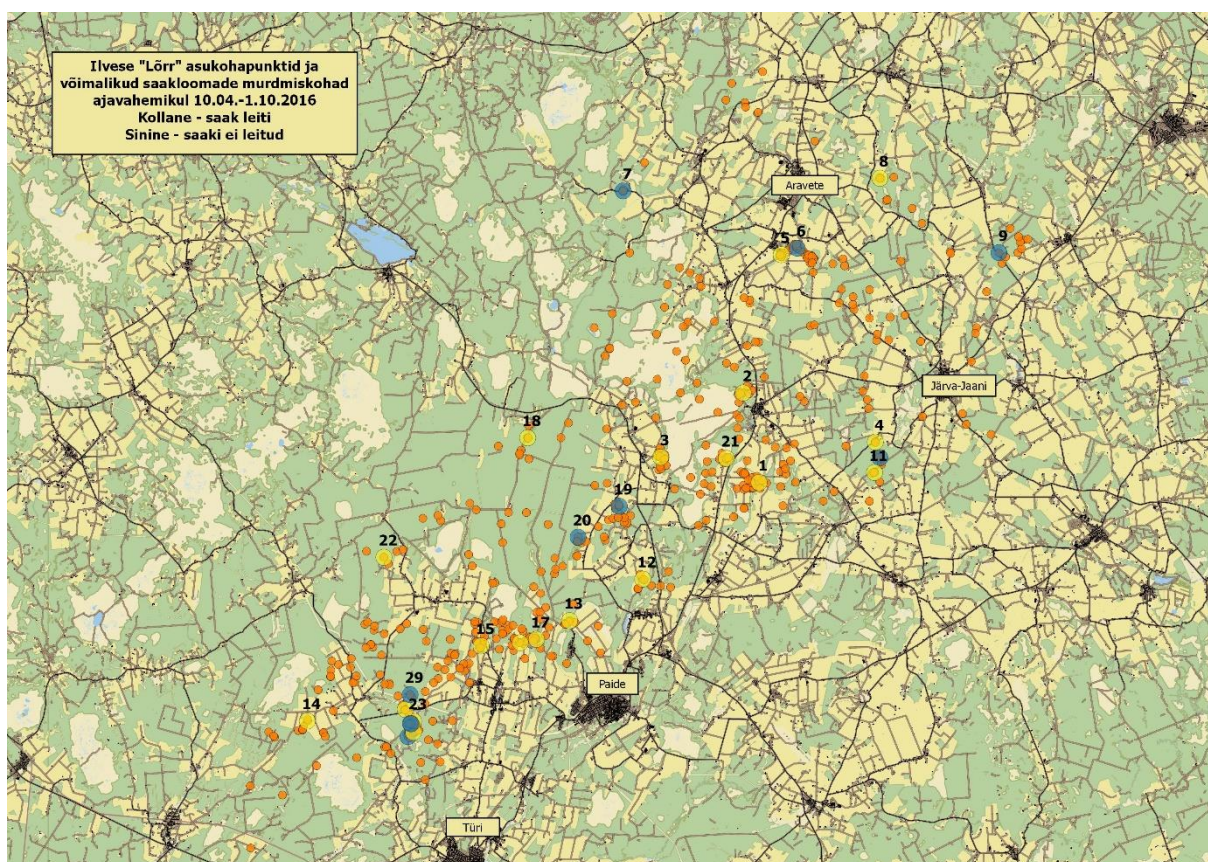 Ilvese "Lõrr" asukohapunktid ja
võimalikud saakloomade murdmiskohad
ajavahemikul 10.04.-1.10.2016
Kollane - saak leiti
Sinine - saaki ei leitud
7
8
Aravete
6
9
2
Järva-Jaani
18
3
21
4
1
11
19
20
22
12
13
15
17
29
Paide
14
23
Türi